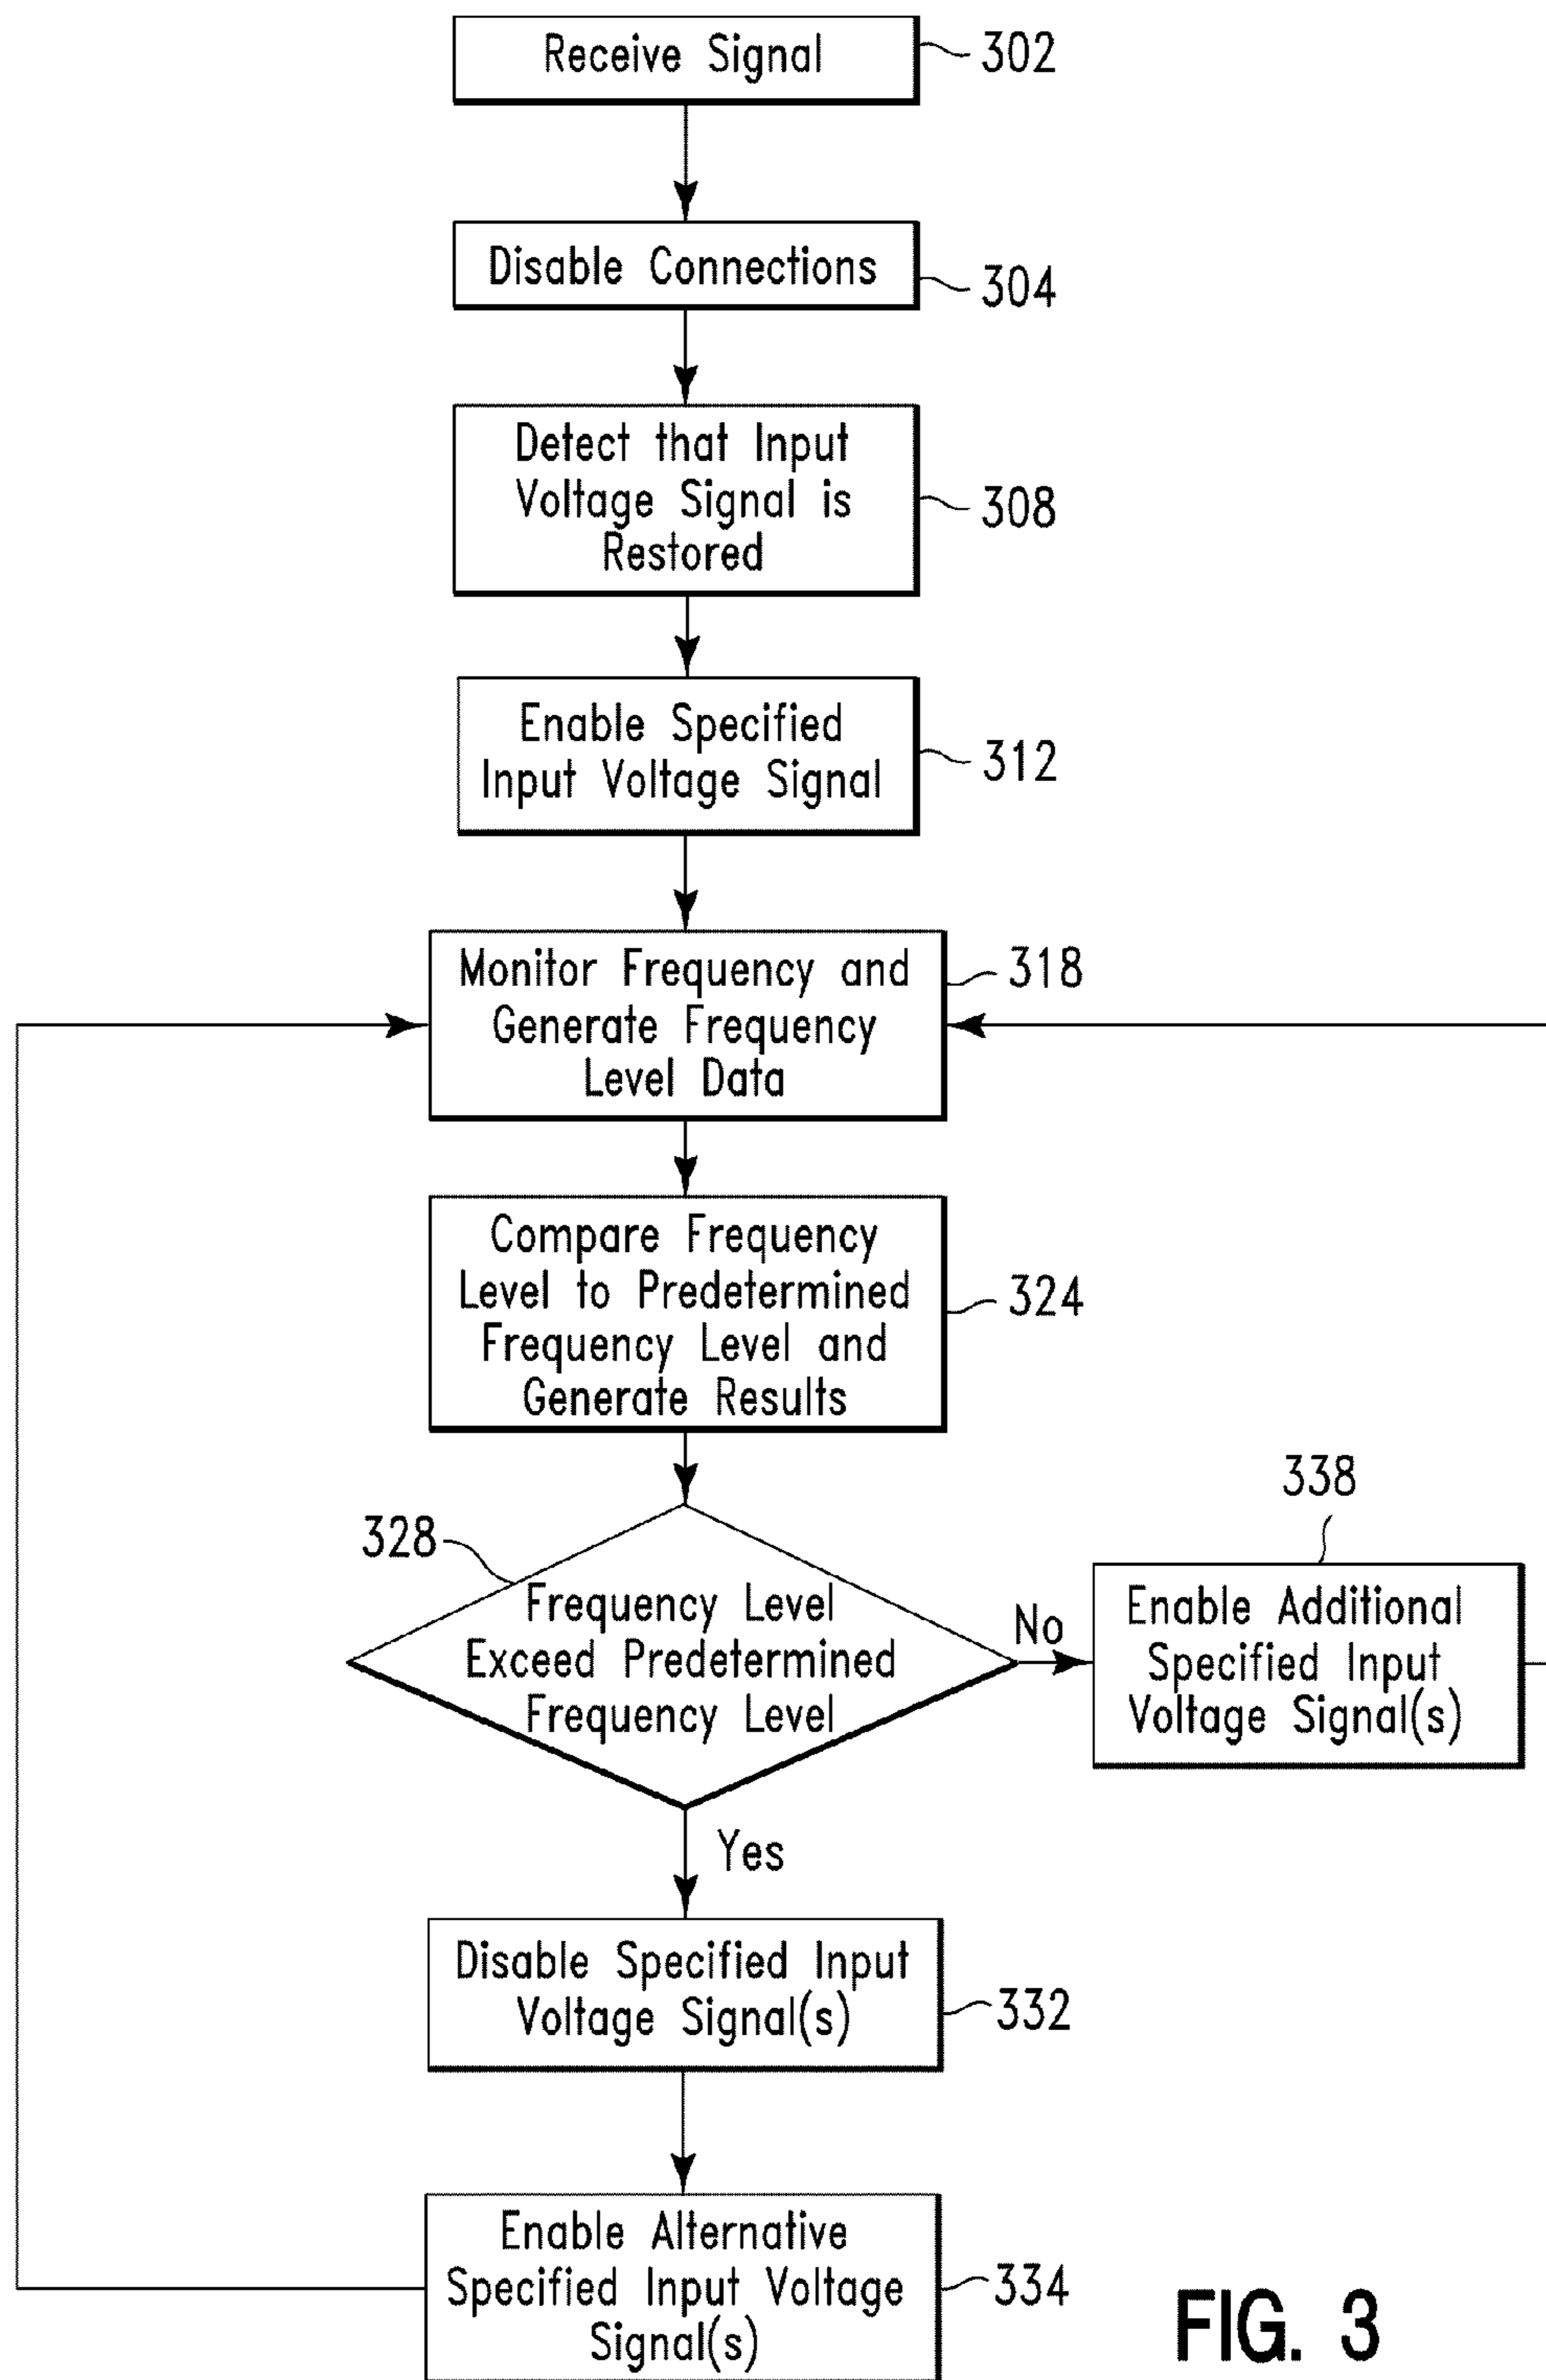 Receive Signal
302
Disable Connections
304
Detect that Input
Voltage Signal is
Restored
308
Enable Specified
Input Voltage Signal
312
Monitor Frequency and
Generate Frequency
Level Data
318
Compare Frequency
Level to Predetermined
Frequency Level and
Generate Results
324
328
Frequency Level
Exceed Predetermined
Frequency Level
No
338
Enable Additional
Specified Input
Voltage Signal(s)
Yes
Disable Specified Input
Voltage Signal(s)
332
Enable Alternative
Specified Input Voltage
Signal(s)
334
FIG. 3